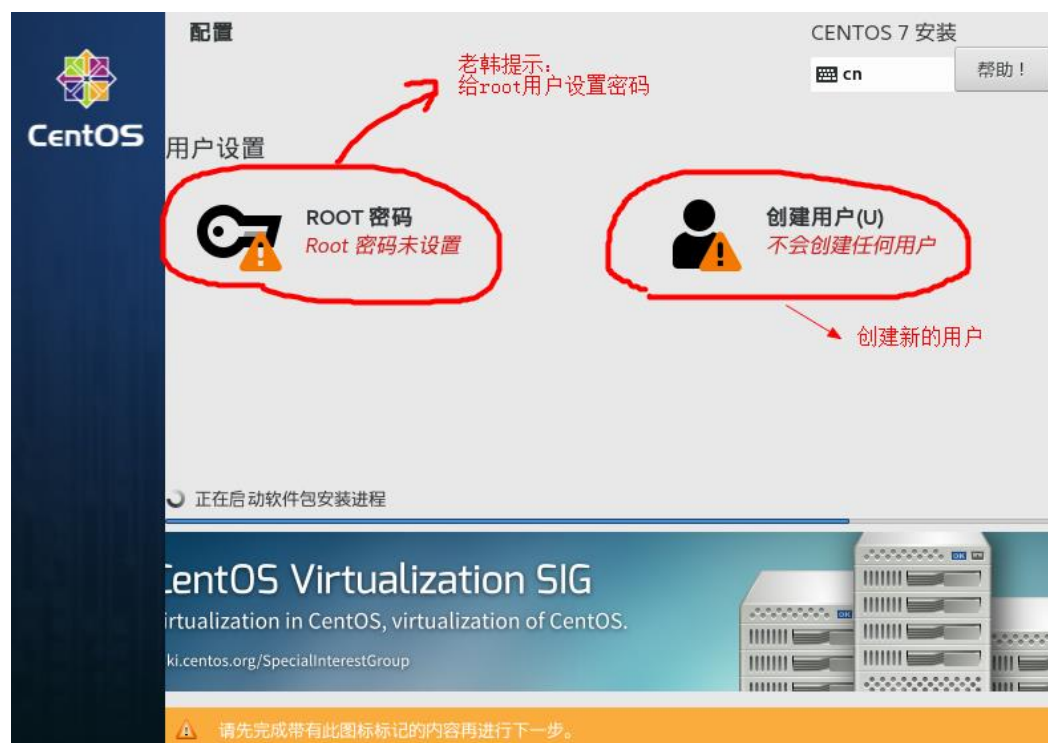 配置
CENTOS 7 安装
cn
帮助！
老韩提示：
给root用户设置密码
CentOS
用户设置
ROOT 密码
Root 密码未设置
创建用户(U)
不会创建任何用户
创建新的用户
正在启动软件包安装进程
entOS Virtualization SIG
irtualization in CentOS, virtualization of CentOS.
ki.centos.org/SpecialInterestGroup
OK
OK
请先完成带有此图标标记的内容再进行下一步。